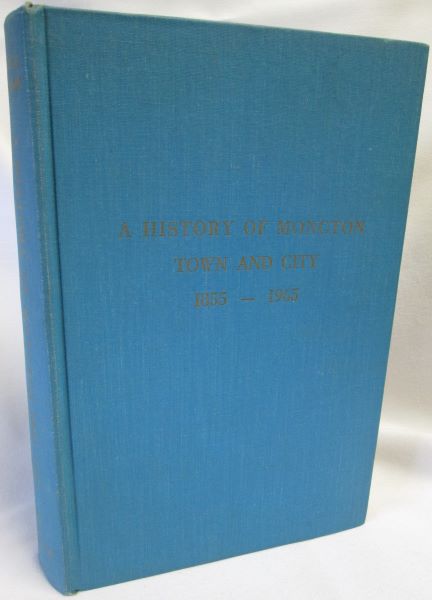 A HISTORY OF MONCTON
TOWN AND CITY
1855 — 1965